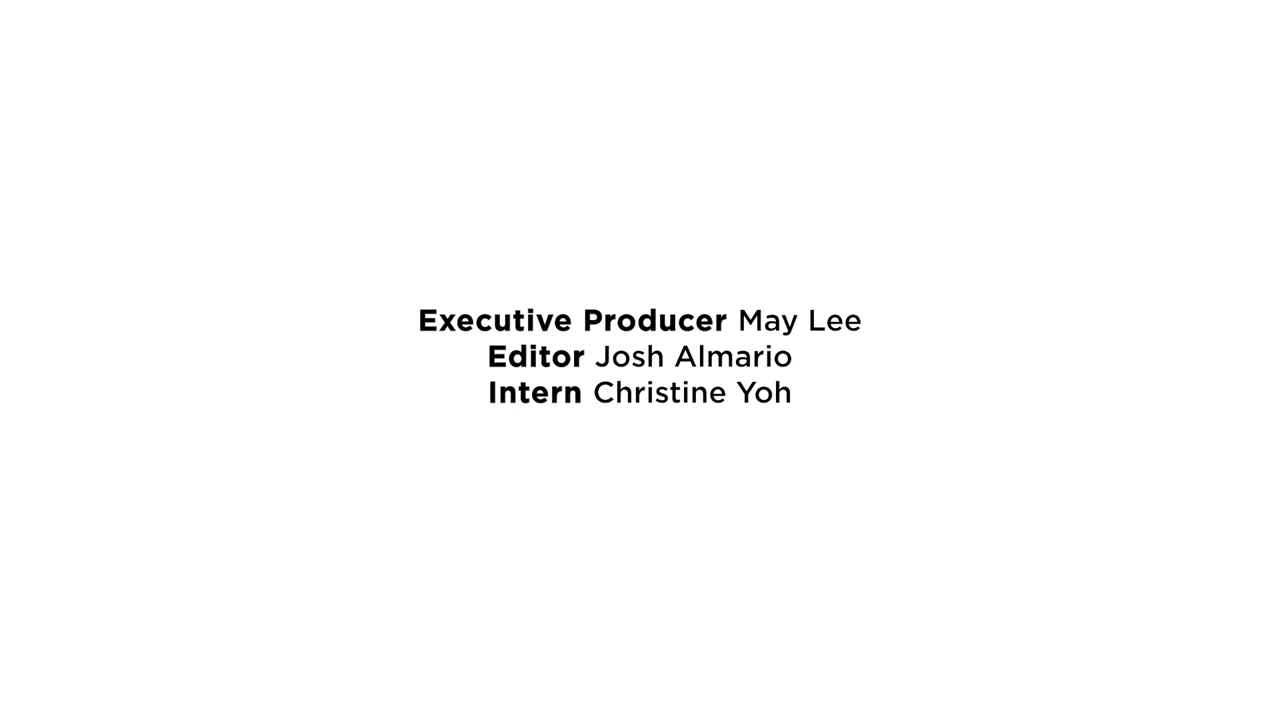 Executive Producer May Lee
Editor Josh Almario
Intern Christine Yoh